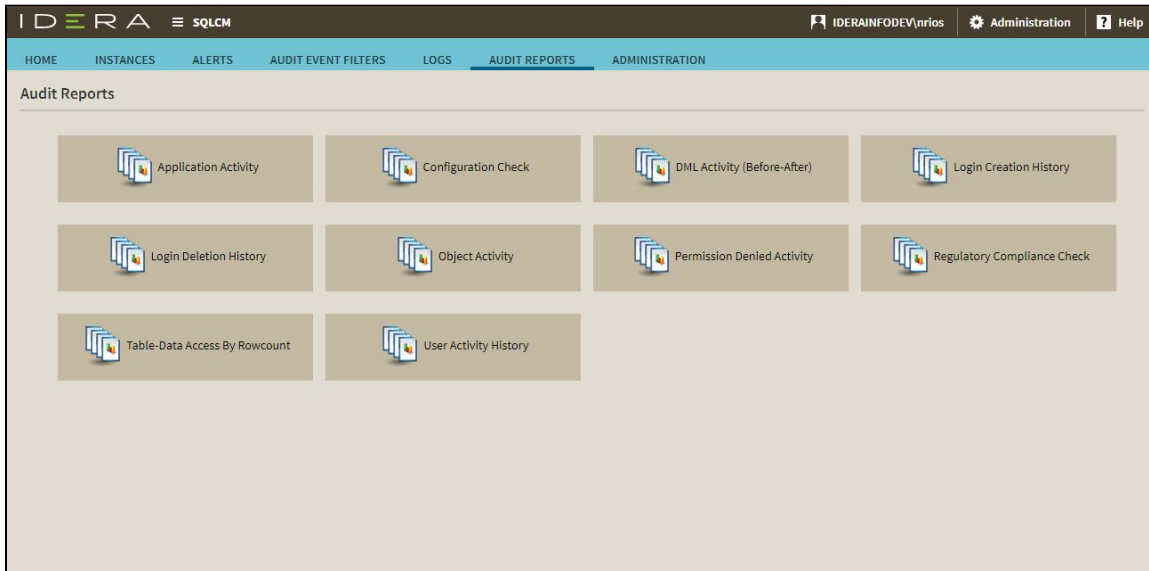 IDERA ≡ SQLCM IDERAINFODEV\nrios Administration ? Help
HOME INSTANCES ALERTS AUDIT EVENT FILTERS LOGS AUDIT REPORTS ADMINISTRATION
Audit Reports
Application Activity Configuration Check DML Activity (Before-After) Login Creation History
Login Deletion History Object Activity Permission Denied Activity Regulatory Compliance Check
Table-Data Access By Rowcount User Activity History